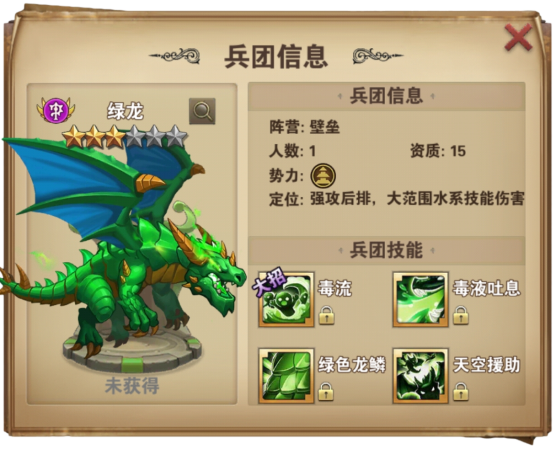 兵团信息
绿龙
未获得
兵团信息
阵营: 壁垒
人数: 1 资质: 15
势力:
定位: 强攻后排，大范围水系技能伤害
兵团技能
大招
毒流 毒液吐息
绿色龙鳞 天空援助